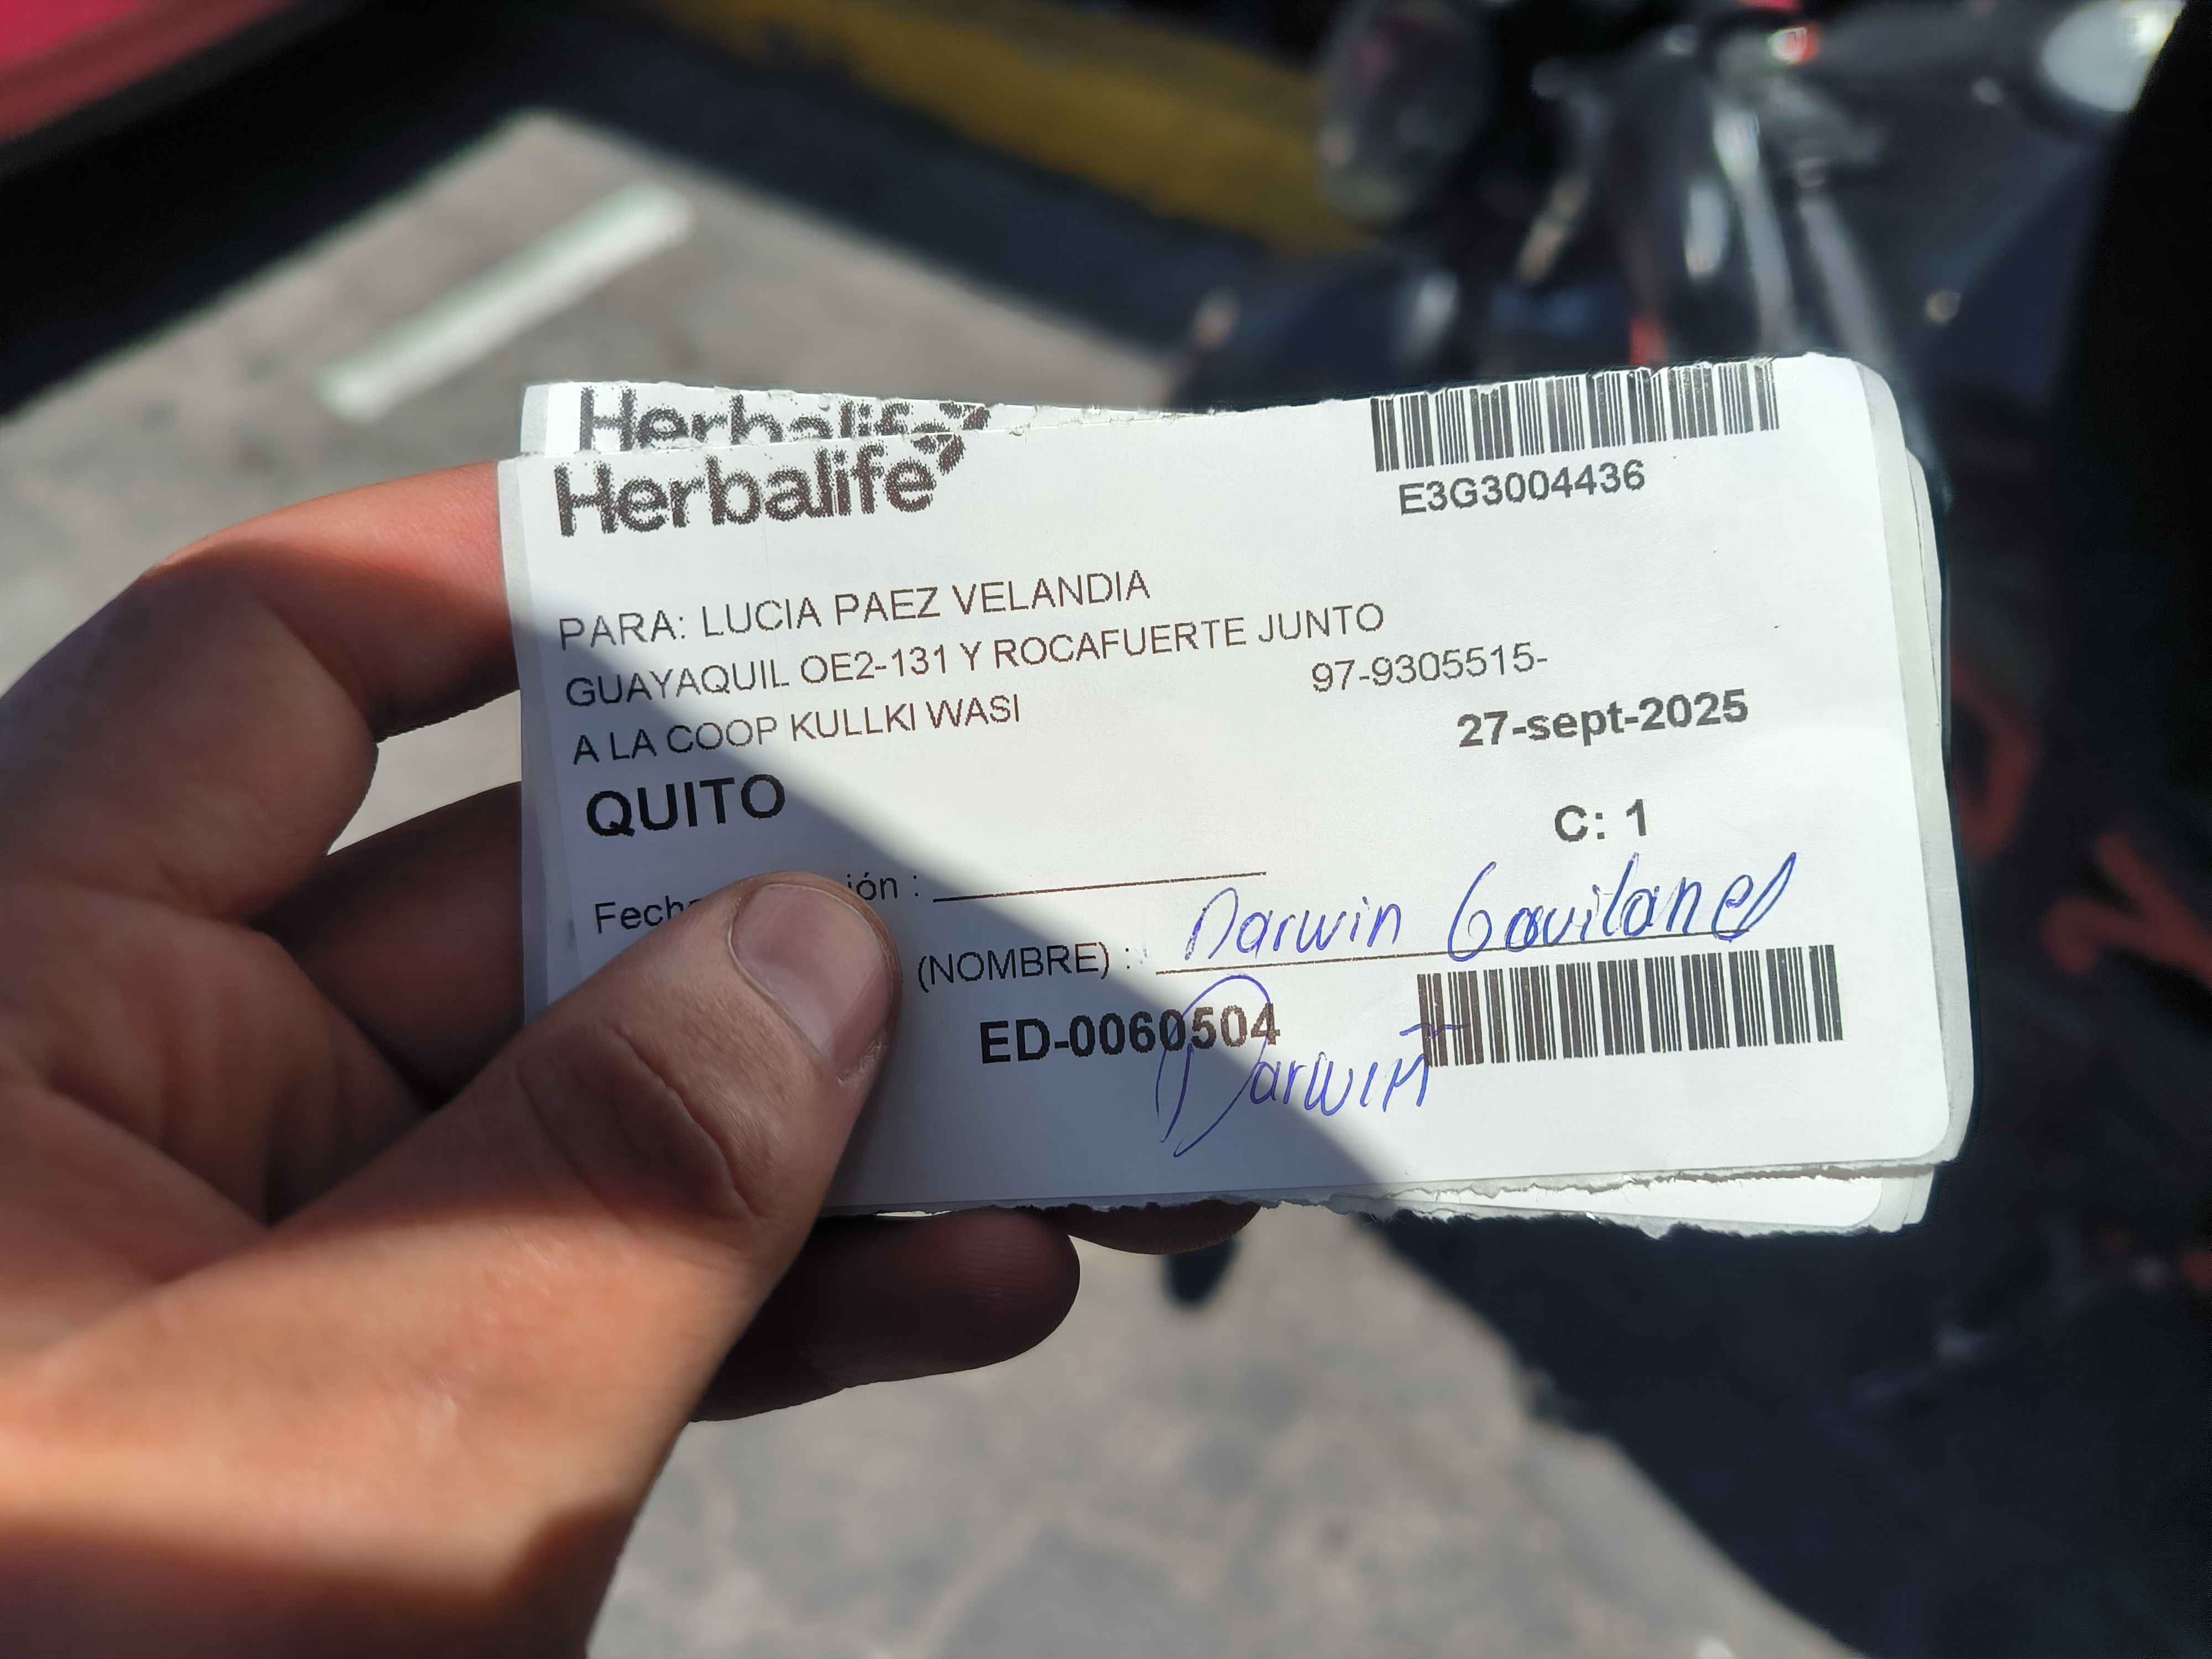 Herbalife
Herbalife
E3G3004436
PARA: LUCIA PAEZ VELANDIA
GUAYAQUIL OE2-131 Y ROCAFUERTE JUNTO
97-9305515-
A LA COOP KULLKI WASI
27-sept-2025
QUITO
C: 1
Fecha ión :
(NOMBRE) : Darwin Gavilanes
ED-0060504
Darwin